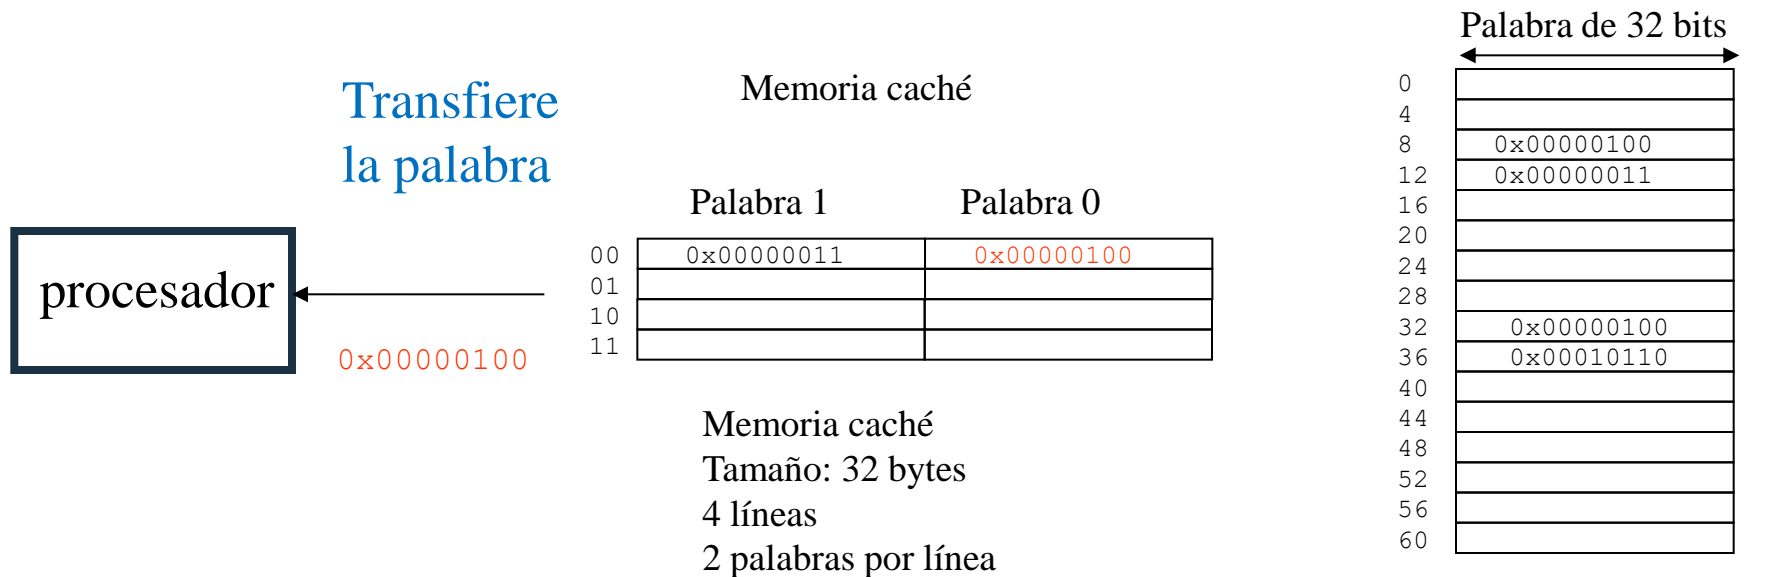 Transfiere
la palabra
procesador
0x00000100
Memoria caché
Palabra 1 Palabra 0
00 0x00000011 0x00000100
01
10
11
Memoria caché
Tamaño: 32 bytes
4 líneas
2 palabras por línea
Palabra de 32 bits
0
4
8 0x00000100
12 0x00000011
16
20
24
28
32 0x00000100
36 0x00010110
40
44
48
52
56
60